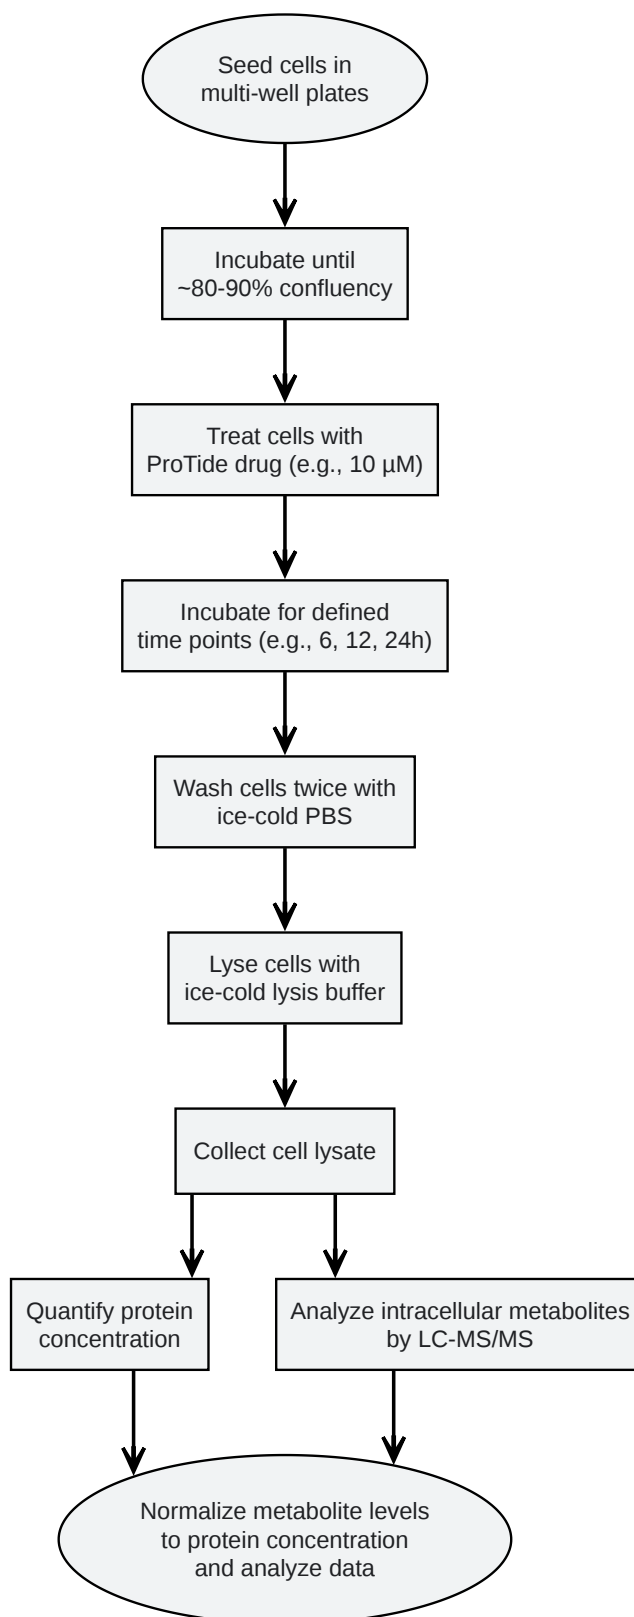 Seed cells in
multi-well plates
Incubate until
~80-90% confluency
Treat cells with
ProTide drug (e.g., 10 µM)
Incubate for defined
time points (e.g., 6, 12, 24h)
Wash cells twice with
ice-cold PBS
Lyse cells with
ice-cold lysis buffer
Collect cell lysate
Quantify protein
concentration
Analyze intracellular metabolites
by LC-MS/MS
Normalize metabolite levels
to protein concentration
and analyze data